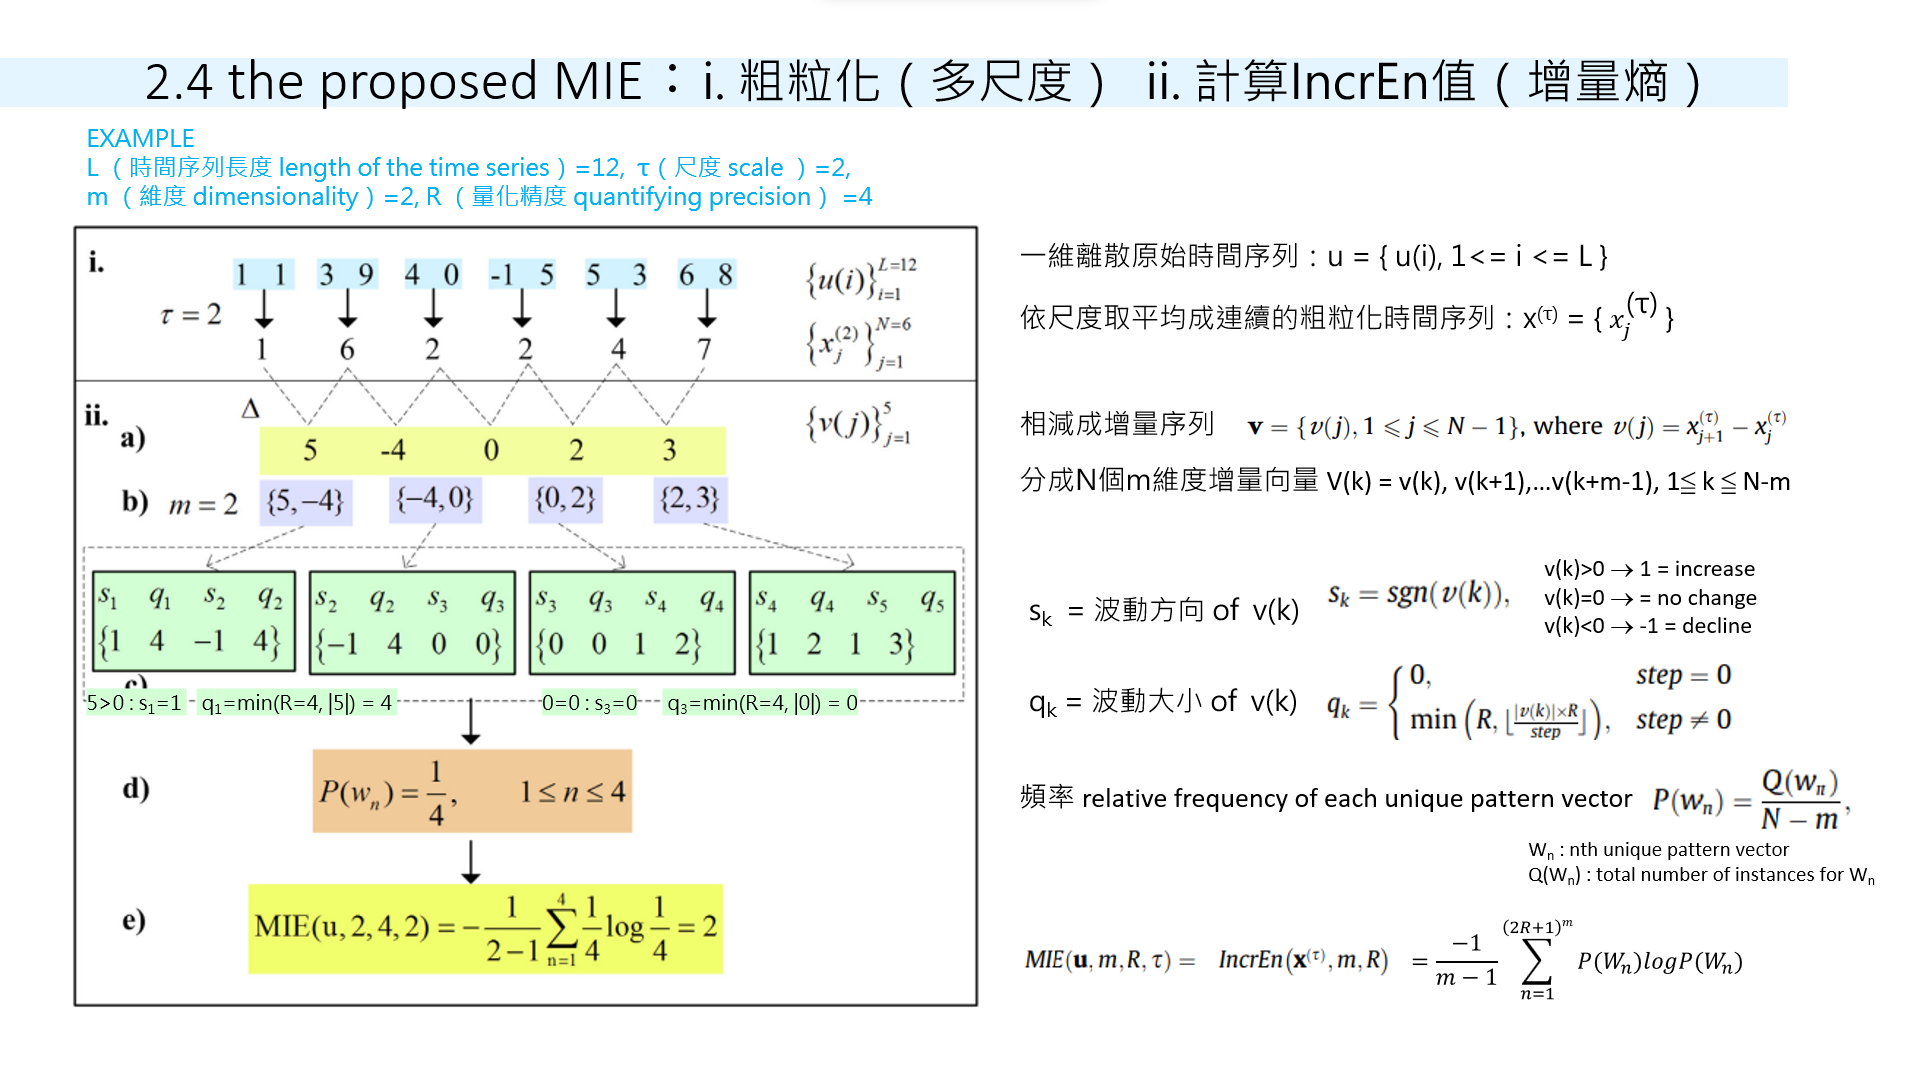 2.4 the proposed MIE：i. 粗粒化（多尺度） ii. 計算IncrEn值（增量熵）
EXAMPLE
L （時間序列長度 length of the time series）=12, τ（尺度 scale ）=2,
m （維度 dimensionality）=2, R （量化精度 quantifying precision） =4
i.
1 1 3 9 4 0 -1 5 5 3 6 8 {u(i)}_{i=1}^{L=12}
τ = 2
1 6 2 2 4 7 {x_j^{(2)}}_{j=1}^{N=6}
ii. Δ {v(j)}_{j=1}^{5}
a) 5 -4 0 2 3
b) m = 2 {5,−4} {−4,0} {0,2} {2,3}
s₁ q₁ s₂ q₂ s₂ q₂ s₃ q₃ s₃ q₃ s₄ q₄ s₄ q₄ s₅ q₅
{1 4 −1 4} {−1 4 0 0} {0 0 1 2} {1 2 1 3}
5>0 : s₁=1 q₁=min(R=4, |5|) = 4 0=0 : s₃=0 q₃=min(R=4, |0|) = 0
d) P(wₙ) = 1/4, 1 ≤ n ≤ 4
e) MIE(u, 2, 4, 2) = − 1/(2−1) ∑_{n=1}^{4} 1/4 log 1/4 = 2
一維離散原始時間序列：u = { u(i), 1<= i <= L }
依尺度取平均成連續的粗粒化時間序列：x^{(τ)} = { x_j^{(τ)} }
相減成增量序列 v = {v(j), 1 ⩽ j ⩽ N − 1}, where v(j) = x_{j+1}^{(τ)} − x_j^{(τ)}
分成N個m維度增量向量 V(k) = v(k), v(k+1),…v(k+m-1), 1≦ k ≦ N-m
sₖ = 波動方向 of v(k) sₖ = sgn(v(k)),
v(k)>0 → 1 = increase
v(k)=0 → = no change
v(k)<0 → -1 = decline
qₖ = 波動大小 of v(k) qₖ = { 0, step = 0
min (R, ⌊|v(k)|×R/step⌋), step ≠ 0
頻率 relative frequency of each unique pattern vector P(wₙ) = Q(wₙ)/(N − m),
Wₙ : nth unique pattern vector
Q(Wₙ) : total number of instances for Wₙ
MIE(u, m, R, τ) = IncrEn(x^{(τ)}, m, R) = −1/(m − 1) ∑_{n=1}^{(2R+1)^m} P(Wₙ)logP(Wₙ)